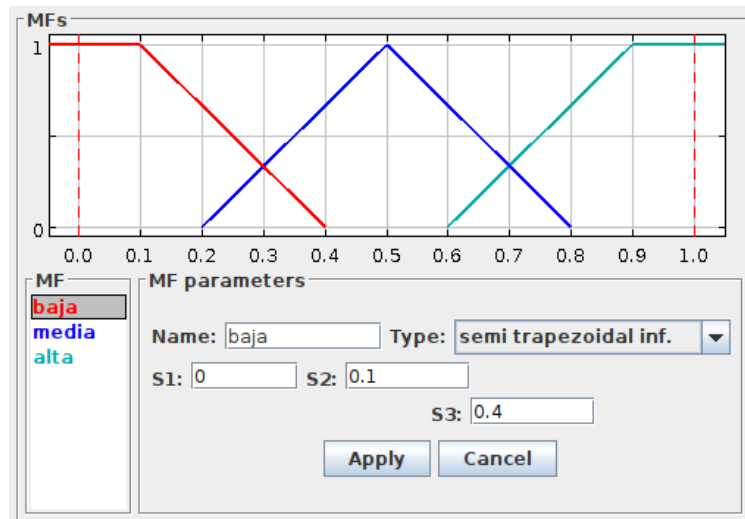 MFs
1
0
0.0 0.1 0.2 0.3 0.4 0.5 0.6 0.7 0.8 0.9 1.0
MF
baja
media
alta
MF parameters
Name: baja Type: semi trapezoidal inf.
S1: 0 S2: 0.1
S3: 0.4
Apply Cancel